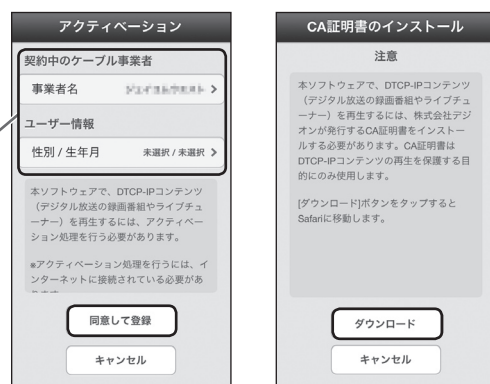 アクティベーション
契約中のケーブル事業者
事業者名
ユーザー情報
性別 / 生年月 未選択 / 未選択
本ソフトウェアで、DTCP-IPコンテンツ
（デジタル放送の録画番組やライブチュ
ーナー）を再生するには、アクティベー
ション処理を行う必要があります。
※アクティベーション処理を行うには、イ
ンターネットに接続されている必要があ
同意して登録
キャンセル
CA証明書のインストール
注意
本ソフトウェアで、DTCP-IPコンテンツ
（デジタル放送の録画番組やライブチュ
ーナー）を再生するには、株式会社デジ
オンが発行するCA証明書をインストー
ルする必要があります。CA証明書は
DTCP-IPコンテンツの再生を保護する目
的にのみ使用します。
[ダウンロード]ボタンをタップすると
Safariに移動します。
ダウンロード
キャンセル